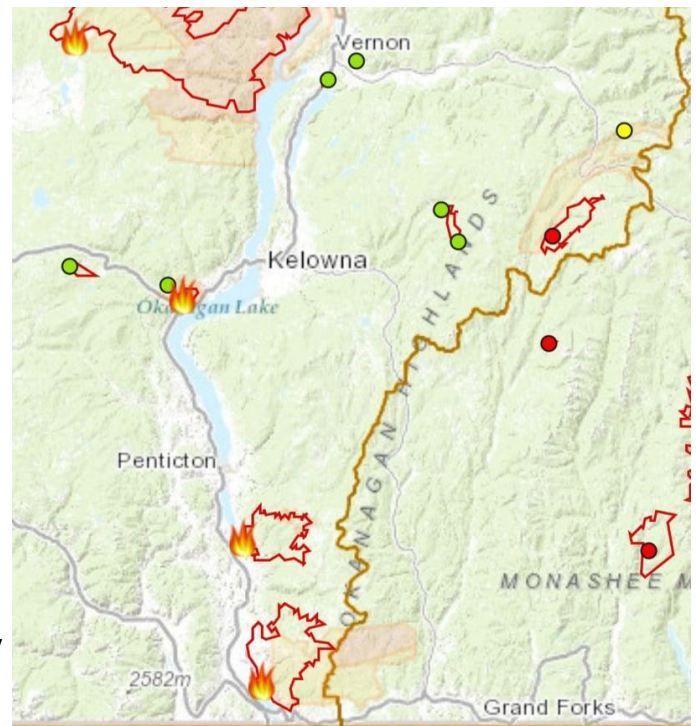 Vernon
OKANAGAN HIGHLANDS
Kelowna
Okanagan Lake
Penticton
MONASHEE M
2582m
Grand Forks